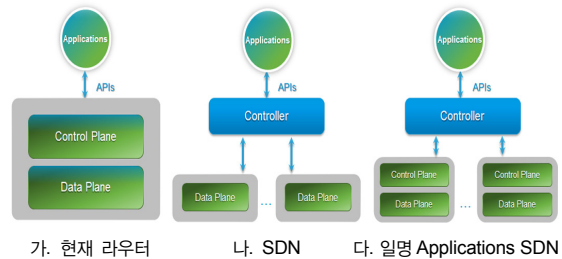 Applications
APIs
Control Plane
Data Plane
가. 현재 라우터
Applications
APIs
Controller
Data Plane
...
Data Plane
나. SDN
Applications
APIs
Controller
Control Plane
Data Plane
...
Control Plane
Data Plane
다. 일명 Applications SDN